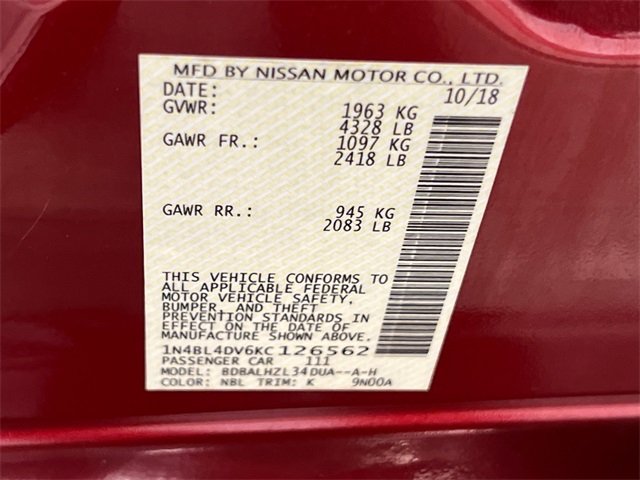 MFD BY NISSAN MOTOR CO., LTD.
DATE: 10/18
GVWR: 1963 KG
4328 LB
GAWR FR.: 1097 KG
2418 LB
GAWR RR.: 945 KG
2083 LB
THIS VEHICLE CONFORMS TO
ALL APPLICABLE FEDERAL
MOTOR VEHICLE SAFETY,
BUMPER, AND THEFT
PREVENTION STANDARDS IN
EFFECT ON THE DATE OF
MANUFACTURE SHOWN ABOVE.
1N4BL4DV6KC126562
PASSENGER CAR 111
MODEL: BDBALHZL34DUA--A-H
COLOR: NBL TRIM: K 9N00A